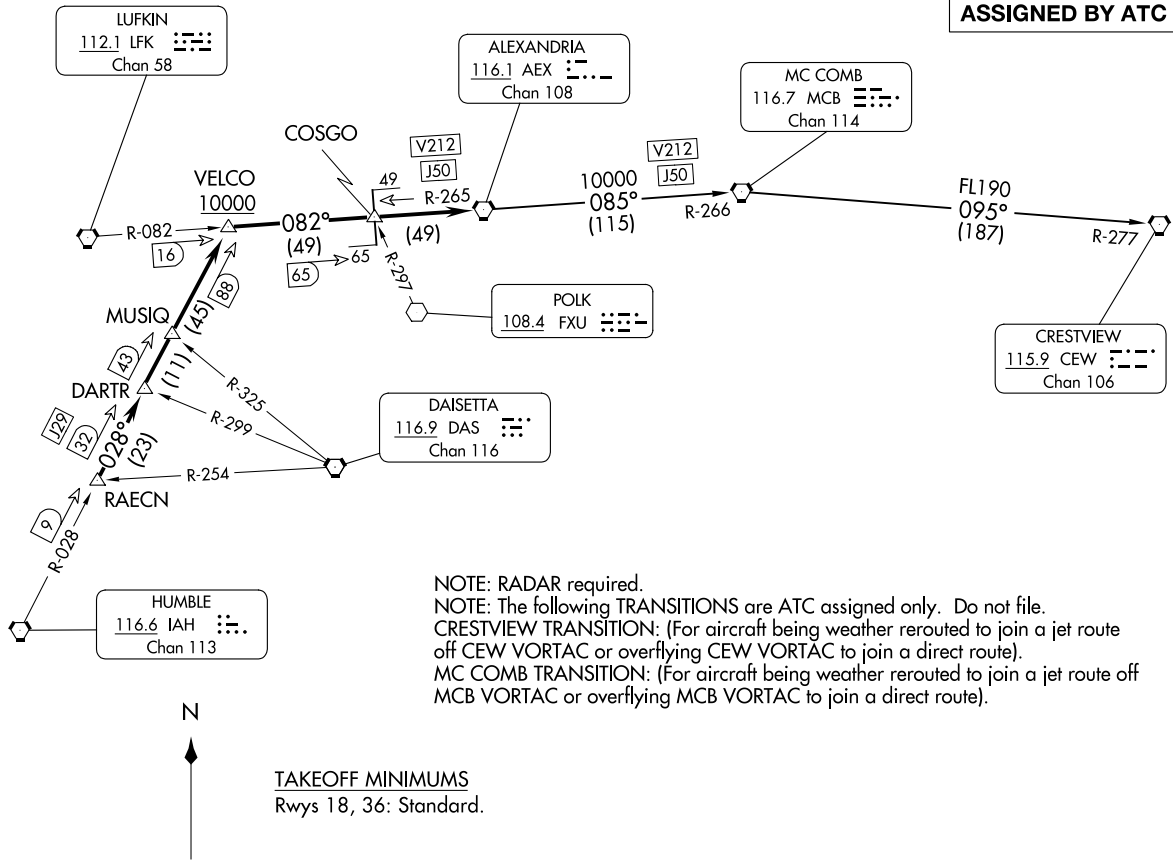 ASSIGNED BY ATC
LUFKIN
112.1 LFK
Chan 58
ALEXANDRIA
116.1 AEX
Chan 108
MC COMB
116.7 MCB
Chan 114
COSGO
V212
J50
V212
J50
VELCO
10000
49
R-265
10000
085°
(115)
R-266
FL190
095°
(187)
R-277
R-082
16
082°
(49)
(49)
65
65
R-297
88
POLK
108.4 FXU
MUSIQ
(45)
CRESTVIEW
115.9 CEW
Chan 106
43
(11)
DARTR
R-325
R-299
DAISETTA
116.9 DAS
Chan 116
J29
32
028°
(23)
R-254
RAECN
9
R-028
HUMBLE
116.6 IAH
Chan 113
NOTE: RADAR required.
NOTE: The following TRANSITIONS are ATC assigned only. Do not file.
CRESTVIEW TRANSITION: (For aircraft being weather rerouted to join a jet route
off CEW VORTAC or overflying CEW VORTAC to join a direct route).
MC COMB TRANSITION: (For aircraft being weather rerouted to join a jet route off
MCB VORTAC or overflying MCB VORTAC to join a direct route).
N
TAKEOFF MINIMUMS
Rwys 18, 36: Standard.